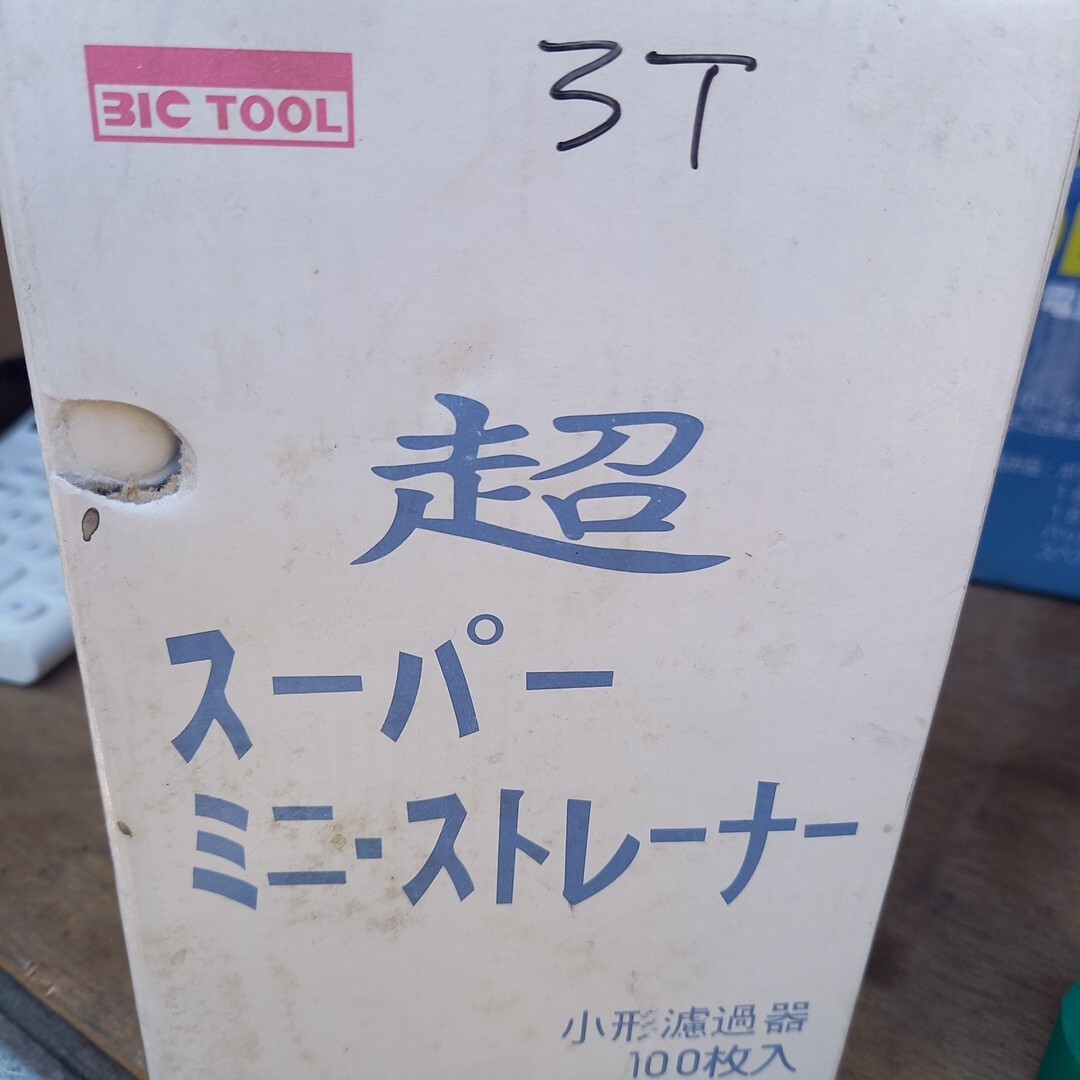 BIC TOOL
3T
超
スーパー
ミニ・ストレーナー
小形濾過器
100枚入